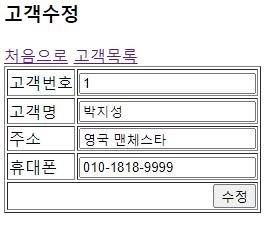 고객수정
처음으로 고객목록
고객번호 1
고객명 박지성
주소 영국 맨체스타
휴대폰 010-1818-9999
수정